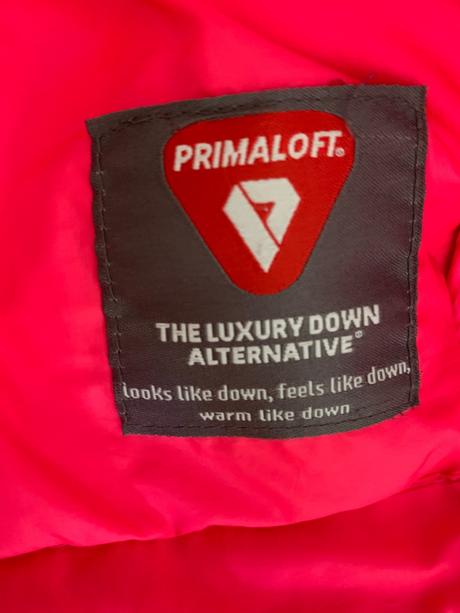 PRIMALOFT®
THE LUXURY DOWN
ALTERNATIVE®
looks like down, feels like down,
warm like down